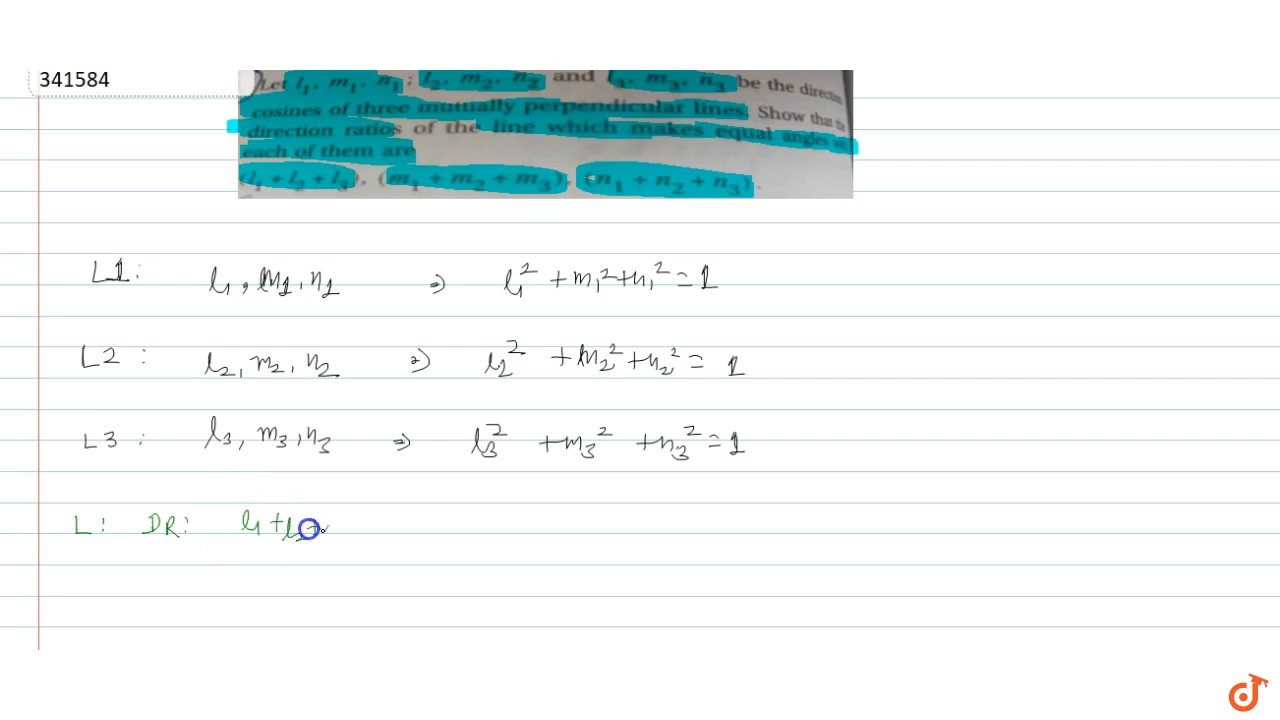 341584
Let l₁, m₁, n₁ ; l₂, m₂, n₂ and l₃, m₃, n₃ be the direction
cosines of three mutually perpendicular lines. Show that the
direction ratios of the line which makes equal angles with
each of them are
(l₁ + l₂ + l₃), (m₁ + m₂ + m₃), (n₁ + n₂ + n₃).
L1: l₁, m₁, n₁ ⇒ l₁² + m₁² + n₁² = 1
L2 : l₂, m₂, n₂ ⇒ l₂² + m₂² + n₂² = 1
L3 : l₃, m₃, n₃ ⇒ l₃² + m₃² + n₃² = 1
L: DR: l₁ + l₂ +